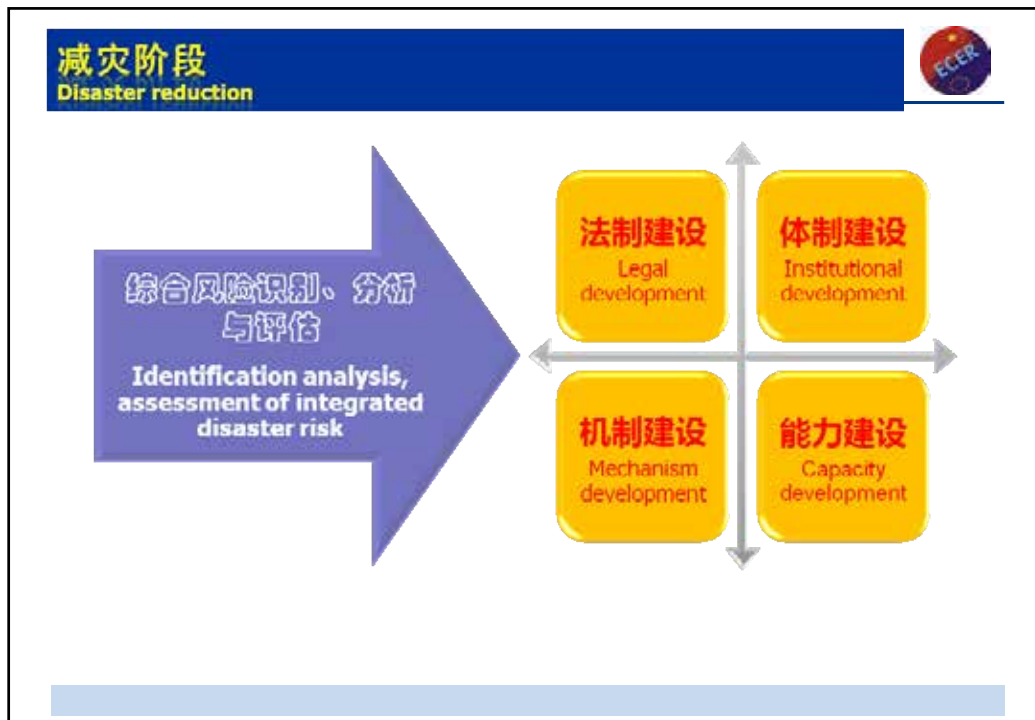 减灾阶段
Disaster reduction
ECER
综合风险识别、分析
与评估
Identification analysis,
assessment of integrated
disaster risk
法制建设
Legal
development
体制建设
Institutional
development
机制建设
Mechanism
development
能力建设
Capacity
development